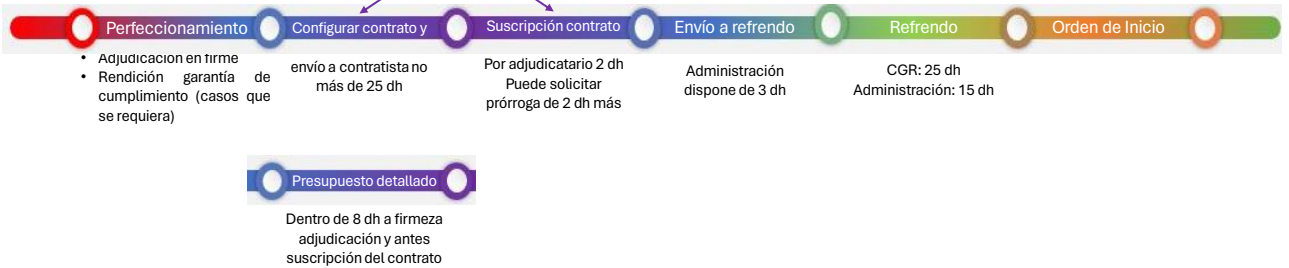 Perfeccionamiento
Configurar contrato y
Suscripción contrato
Envío a refrendo
Refrendo
Orden de Inicio
• Adjudicación en firme
• Rendición garantía de
cumplimiento (casos que
se requiera)
envío a contratista no
más de 25 dh
Por adjudicatario 2 dh
Puede solicitar
prórroga de 2 dh más
Administración
dispone de 3 dh
CGR: 25 dh
Administración: 15 dh
Presupuesto detallado
Dentro de 8 dh a firmeza
adjudicación y antes
suscripción del contrato